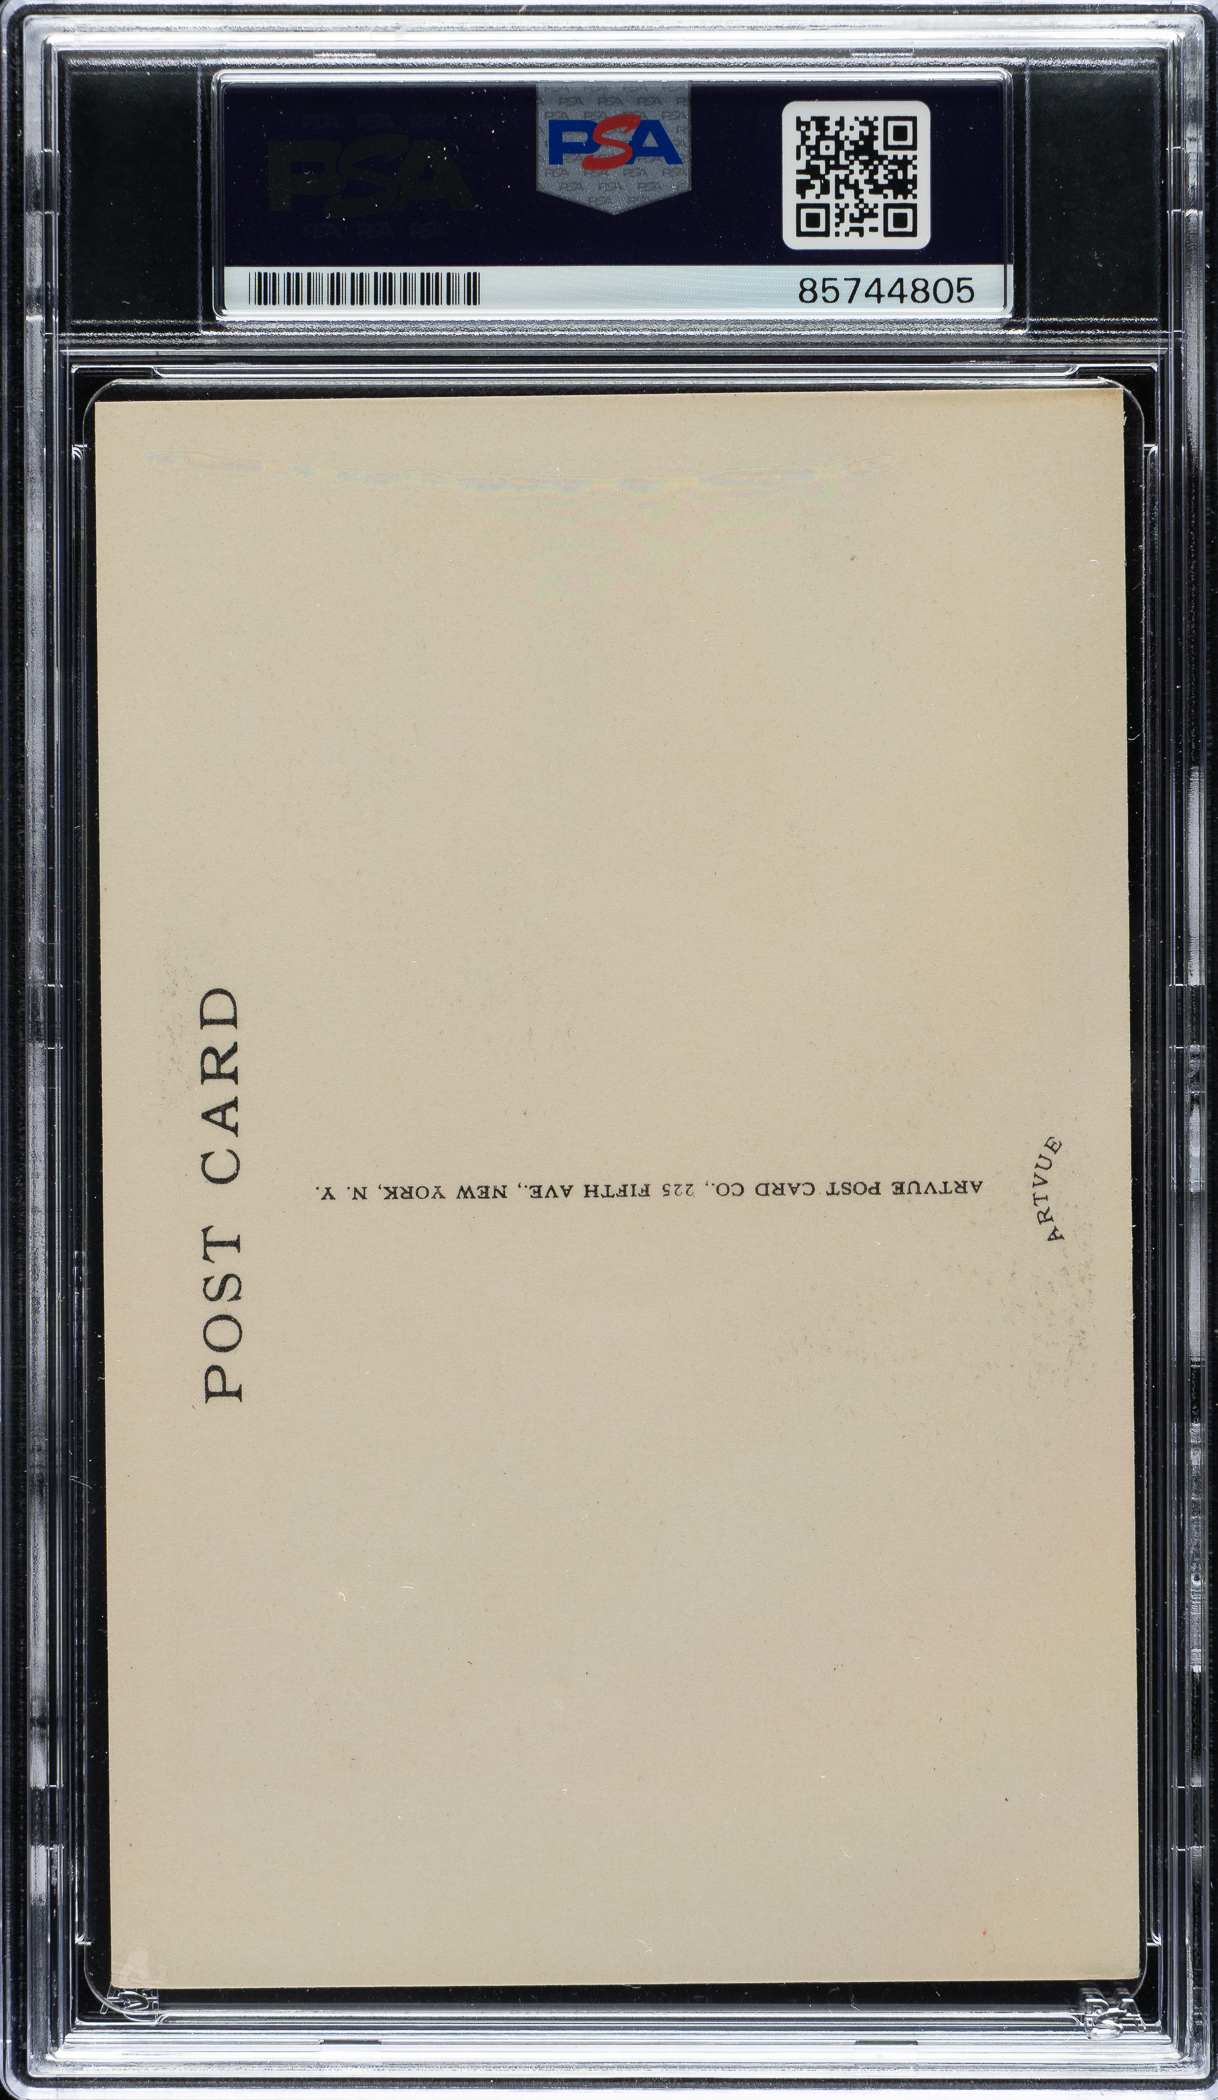 PSA
85744805
POST CARD
ARTVUE POST CARD CO., 225 FIFTH AVE., NEW YORK, N. Y.
ARTVUE